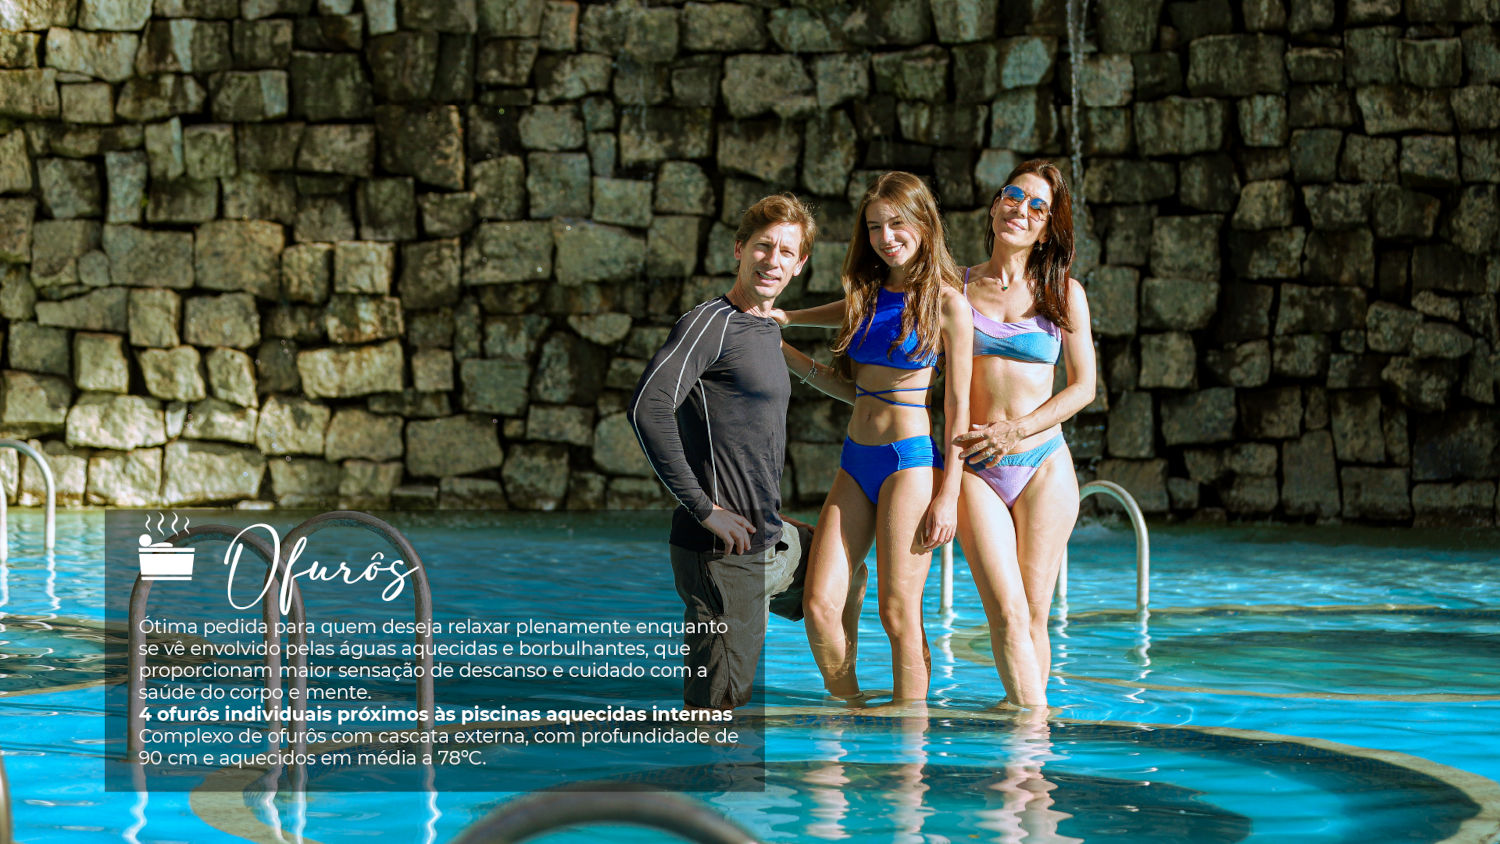 Ofurôs
Ótima pedida para quem deseja relaxar plenamente enquanto
se vê envolvido pelas águas aquecidas e borbulhantes, que
proporcionam maior sensação de descanso e cuidado com a
saúde do corpo e mente.
4 ofurôs individuais próximos às piscinas aquecidas internas
Complexo de ofurôs com cascata externa, com profundidade de
90 cm e aquecidos em média a 78ºC.